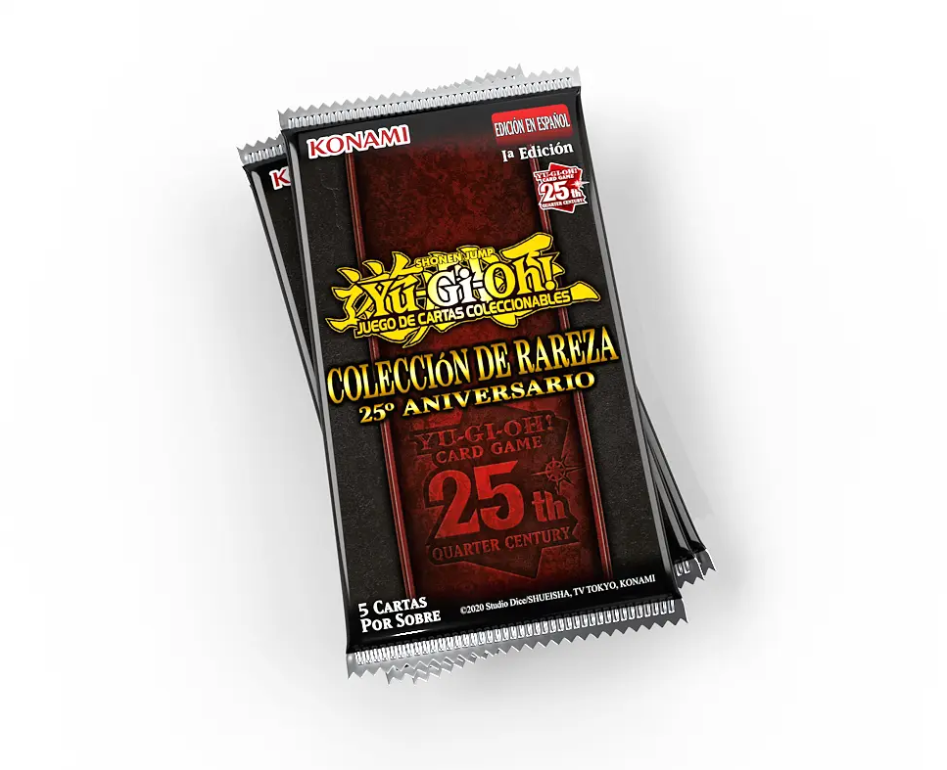 KONAMI
K
EDICIÓN EN ESPAÑOL
1a Edición
YU-GI-OH!
CARD GAME
25th
QUARTER CENTURY
SHONEN JUMP
¡Yu-Gi-Oh!
JUEGO DE CARTAS COLECCIONABLES
COLECCIÓN DE RAREZA
25º ANIVERSARIO
YU-GI-OH!
CARD GAME
25th
QUARTER CENTURY
5 CARTAS
POR SOBRE
©2020 Studio Dice/SHUEISHA, TV TOKYO, KONAMI